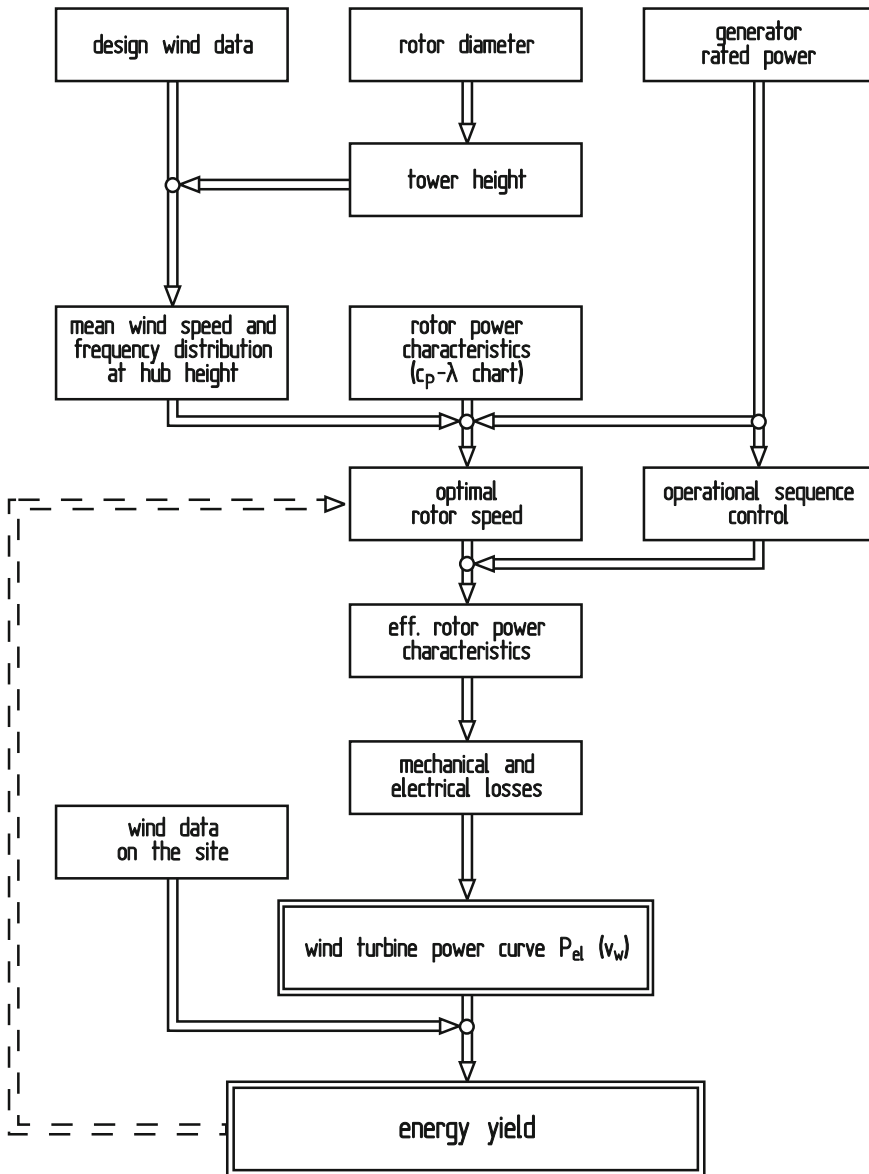 design wind data
rotor diameter
generator
rated power
tower height
mean wind speed and
frequency distribution
at hub height
rotor power
characteristics
(cP-λ chart)
optimal
rotor speed
operational sequence
control
eff. rotor power
characteristics
mechanical and
electrical losses
wind data
on the site
wind turbine power curve Pel (vw)
energy yield